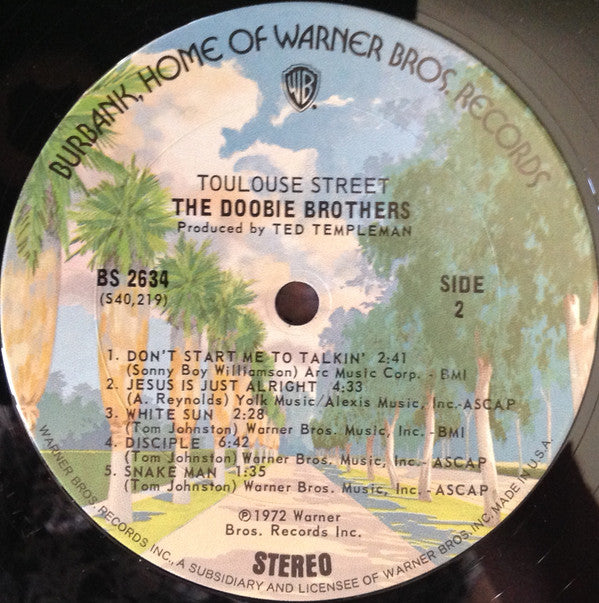 BURBANK, HOME OF WARNER BROS. RECORDS
WB
TOULOUSE STREET
THE DOOBIE BROTHERS
Produced by TED TEMPLEMAN
BS 2634
(S40,219)
SIDE
2
1. DON'T START ME TO TALKIN' 2:41
(Sonny Boy Williamson) Arc Music Corp. - BMI
2. JESUS IS JUST ALRIGHT 4:33
(A. Reynolds) Yolk Music/Alexis Music, Inc.-ASCAP
3. WHITE SUN 2:28
(Tom Johnston) Warner Bros. Music, Inc. - BMI
4. DISCIPLE 6:42
(Tom Johnston) Warner Bros. Music, Inc. - ASCAP
5. SNAKE MAN 1:35
(Tom Johnston) Warner Bros. Music, Inc. - ASCAP
℗1972 Warner
Bros. Records Inc.
STEREO
WARNER BROS. RECORDS INC., A SUBSIDIARY AND LICENSEE OF WARNER BROS. INC. MADE IN U.S.A.